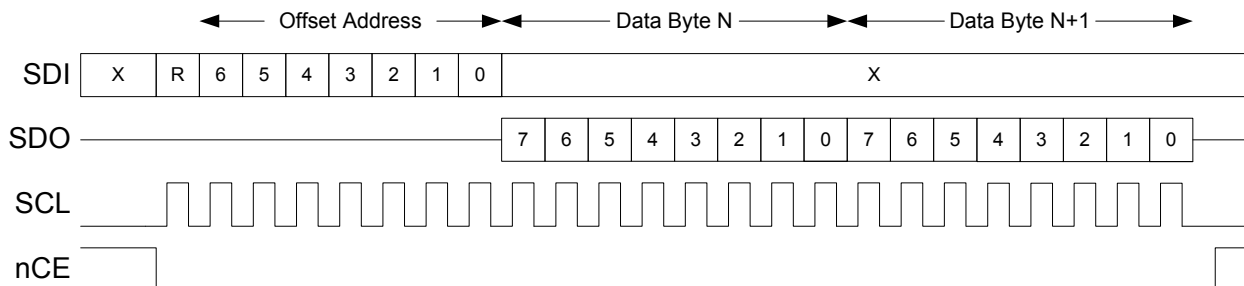 Offset Address Data Byte N Data Byte N+1
SDI X R 6 5 4 3 2 1 0 X
SDO 7 6 5 4 3 2 1 0 7 6 5 4 3 2 1 0
SCL
nCE